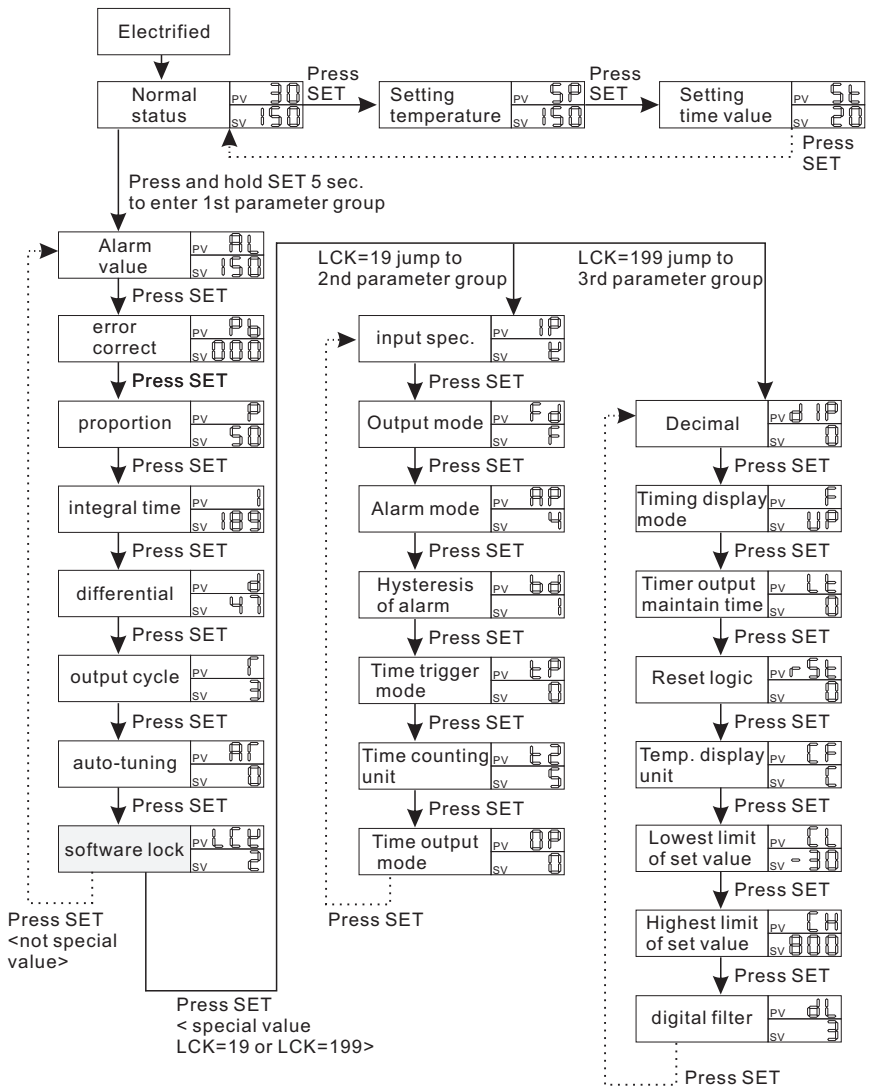 Electrified
Normal
status
PV 30
SV 150
Press
SET
Setting
temperature
PV SP
SV 150
Press
SET
Setting
time value
PV St
SV 20
Press
SET
Press and hold SET 5 sec.
to enter 1st parameter group
Alarm
value
PV AL
SV 150
Press SET
error
correct
PV Pb
SV 000
Press SET
proportion
PV P
SV 50
Press SET
integral time
PV I
SV 189
Press SET
differential
PV d
SV 47
Press SET
output cycle
PV
SV 3
Press SET
auto-tuning
PV
SV 0
Press SET
software lock
PV LCK
SV 2
Press SET
<not special
value>
Press SET
< special value
LCK=19 or LCK=199>
LCK=19 jump to
2nd parameter group
input spec.
PV IP
SV K
Press SET
Output mode
PV Fd
SV F
Press SET
Alarm mode
PV AP
SV 4
Press SET
Hysteresis
of alarm
PV bd
SV 1
Press SET
Time trigger
mode
PV tP
SV 0
Press SET
Time counting
unit
PV t2
SV S
Press SET
Time output
mode
PV OP
SV 0
Press SET
LCK=199 jump to
3rd parameter group
Decimal
PV dIP
SV 0
Press SET
Timing display
mode
PV F
SV UP
Press SET
Timer output
maintain time
PV Lt
SV 0
Press SET
Reset logic
PV rSt
SV 0
Press SET
Temp. display
unit
PV CF
SV C
Press SET
Lowest limit
of set value
PV CL
SV -30
Press SET
Highest limit
of set value
PV CH
SV 800
Press SET
digital filter
PV dL
SV 3
Press SET